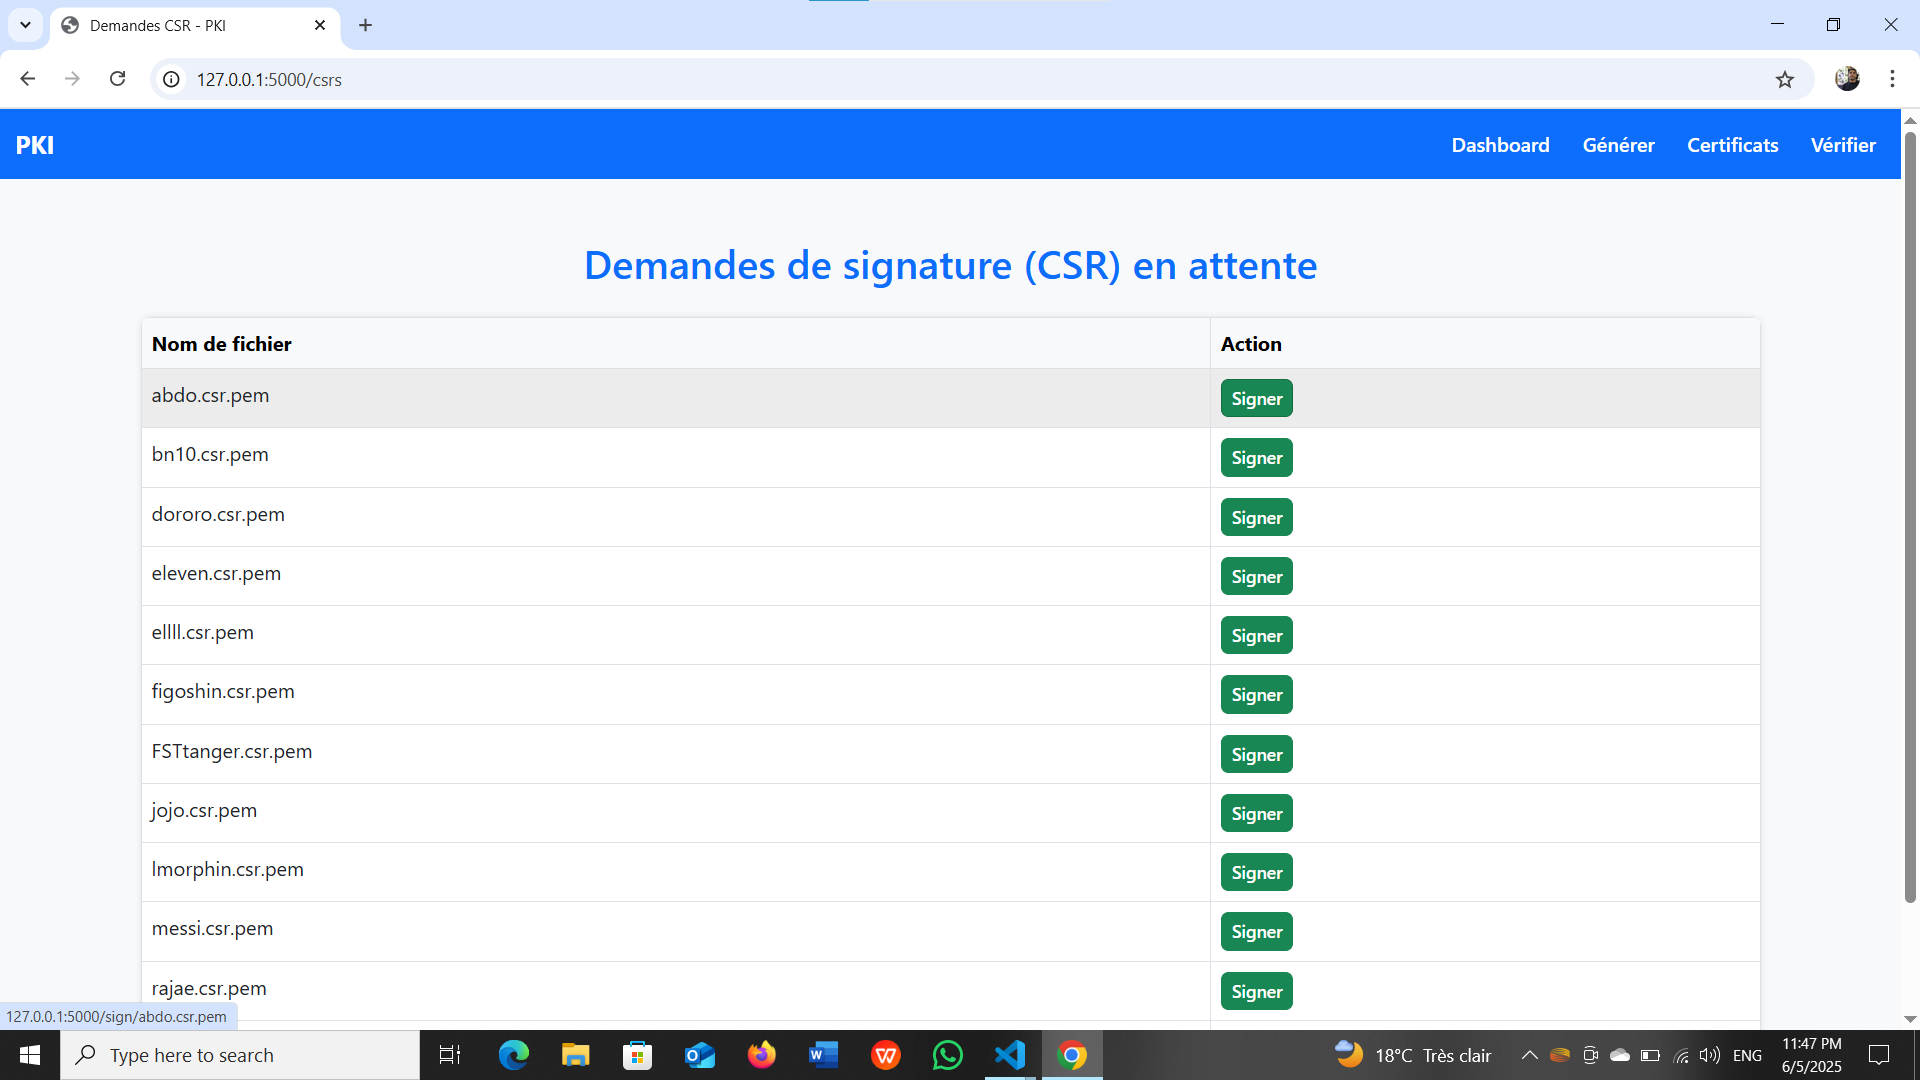 Demandes CSR - PKI
127.0.0.1:5000/csrs
PKI Dashboard Générer Certificats Vérifier
Demandes de signature (CSR) en attente
Nom de fichier Action
abdo.csr.pem Signer
bn10.csr.pem Signer
dororo.csr.pem Signer
eleven.csr.pem Signer
ellll.csr.pem Signer
figoshin.csr.pem Signer
FSTtanger.csr.pem Signer
jojo.csr.pem Signer
lmorphin.csr.pem Signer
messi.csr.pem Signer
rajae.csr.pem Signer
127.0.0.1:5000/sign/abdo.csr.pem
Type here to search
18°C Très clair
ENG
11:47 PM
6/5/2025